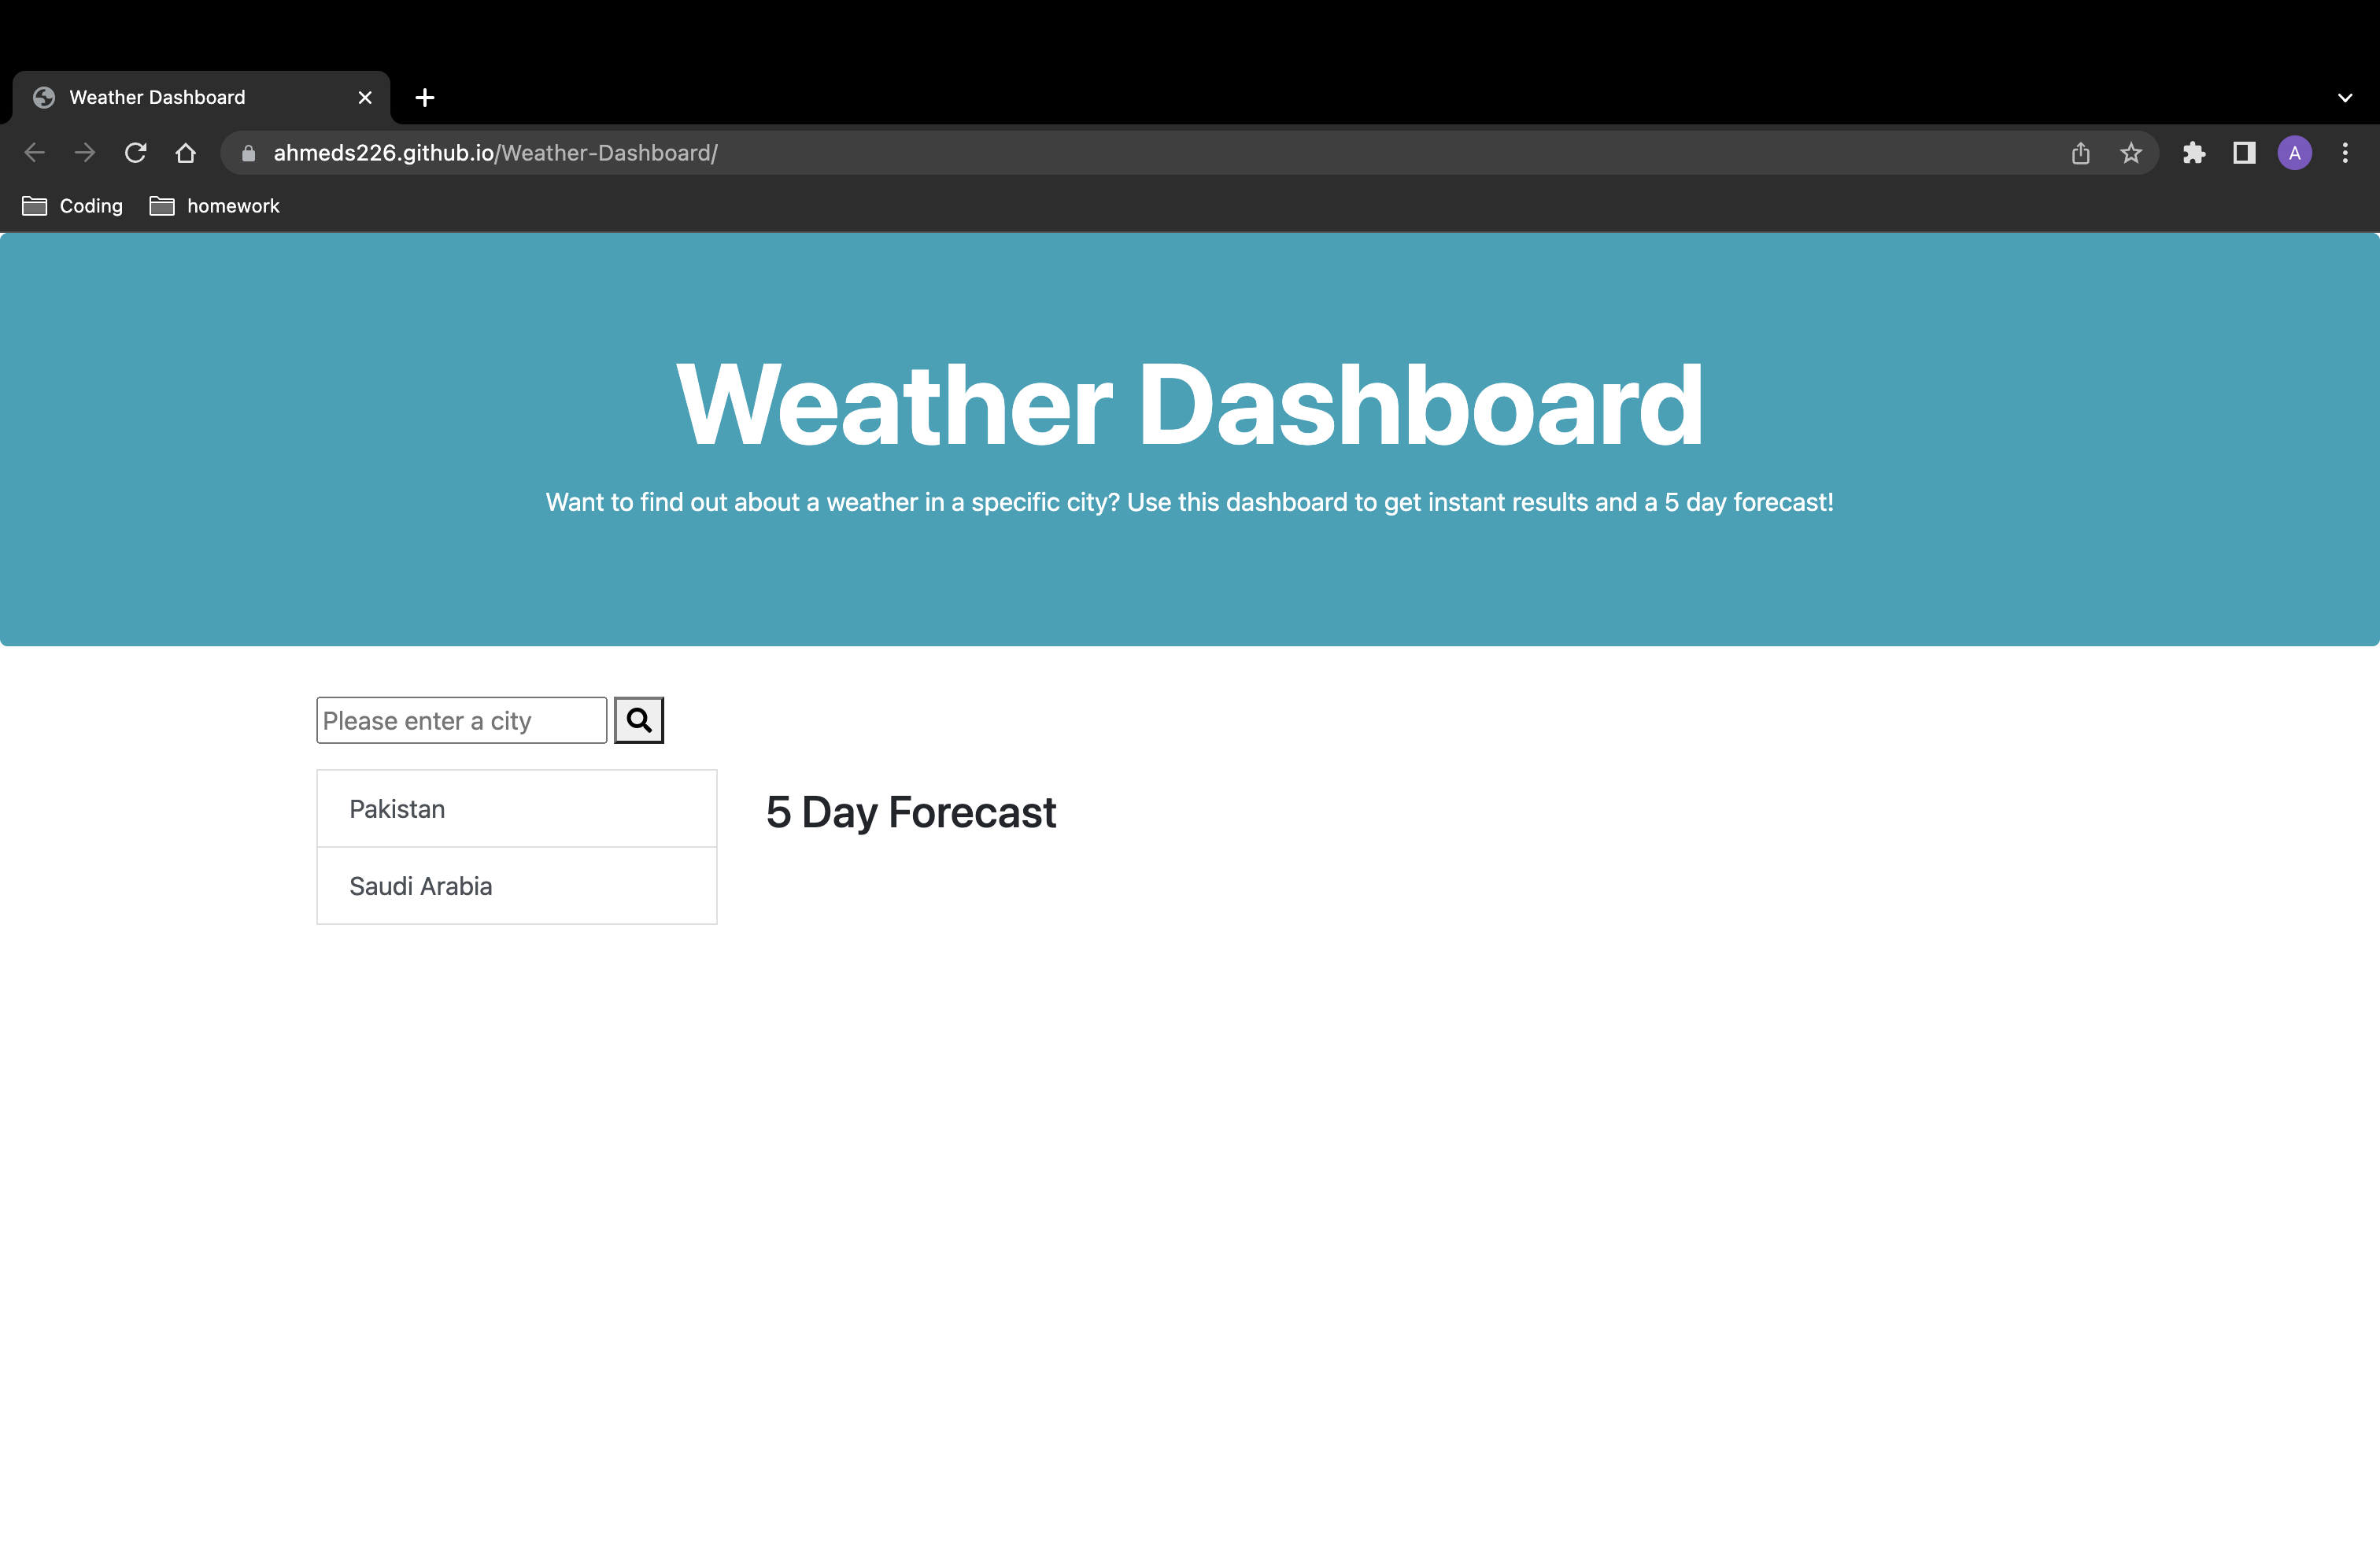 Weather Dashboard
ahmeds226.github.io/Weather-Dashboard/
A
Coding homework
Weather Dashboard
Want to find out about a weather in a specific city? Use this dashboard to get instant results and a 5 day forecast!
Please enter a city
Pakistan
5 Day Forecast
Saudi Arabia